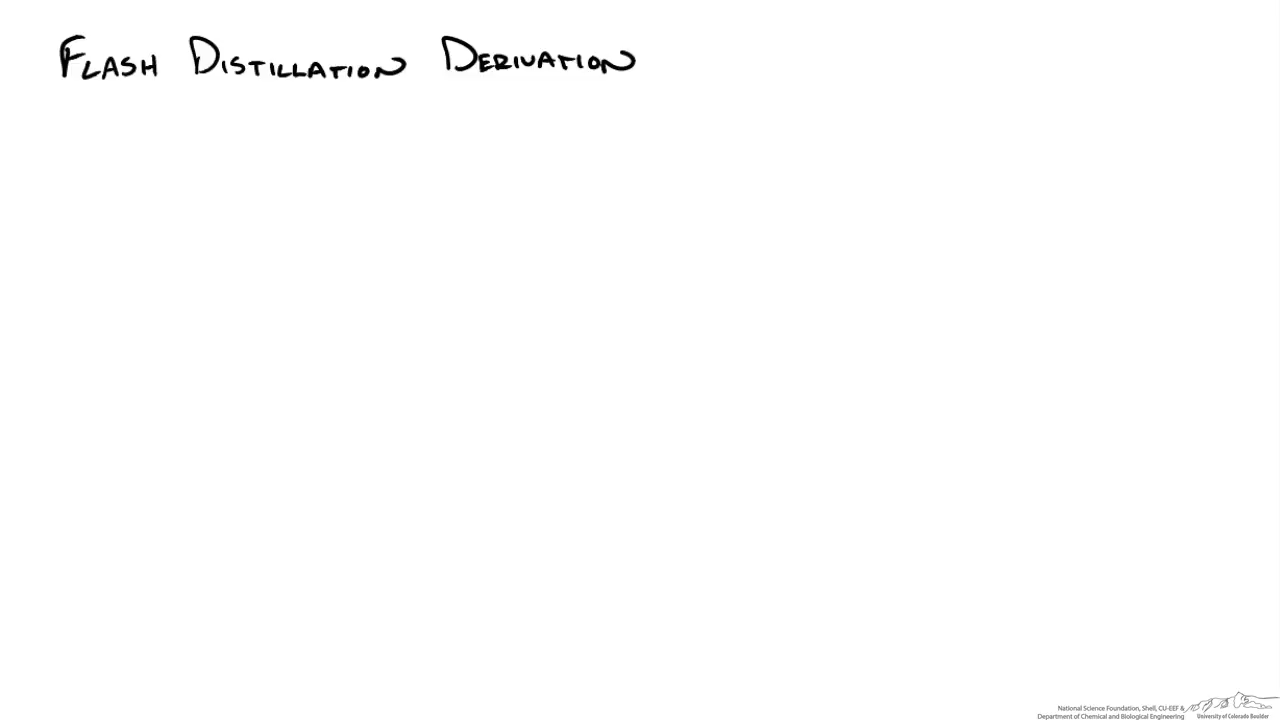 FLASH DISTILLATION DERIVATION
National Science Foundation, Shell, CU-EEF &
Department of Chemical and Biological Engineering
University of Colorado Boulder